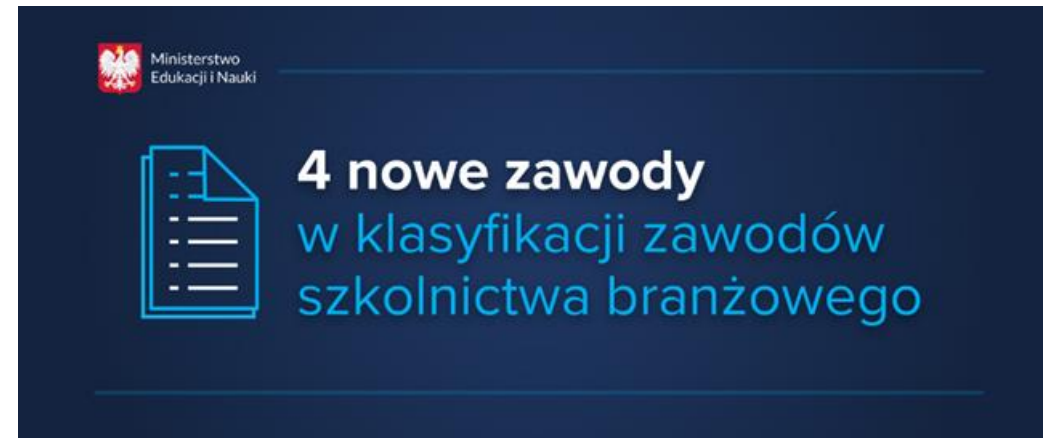 Ministerstwo
Edukacji i Nauki
4 nowe zawody
w klasyfikacji zawodów
szkolnictwa branżowego